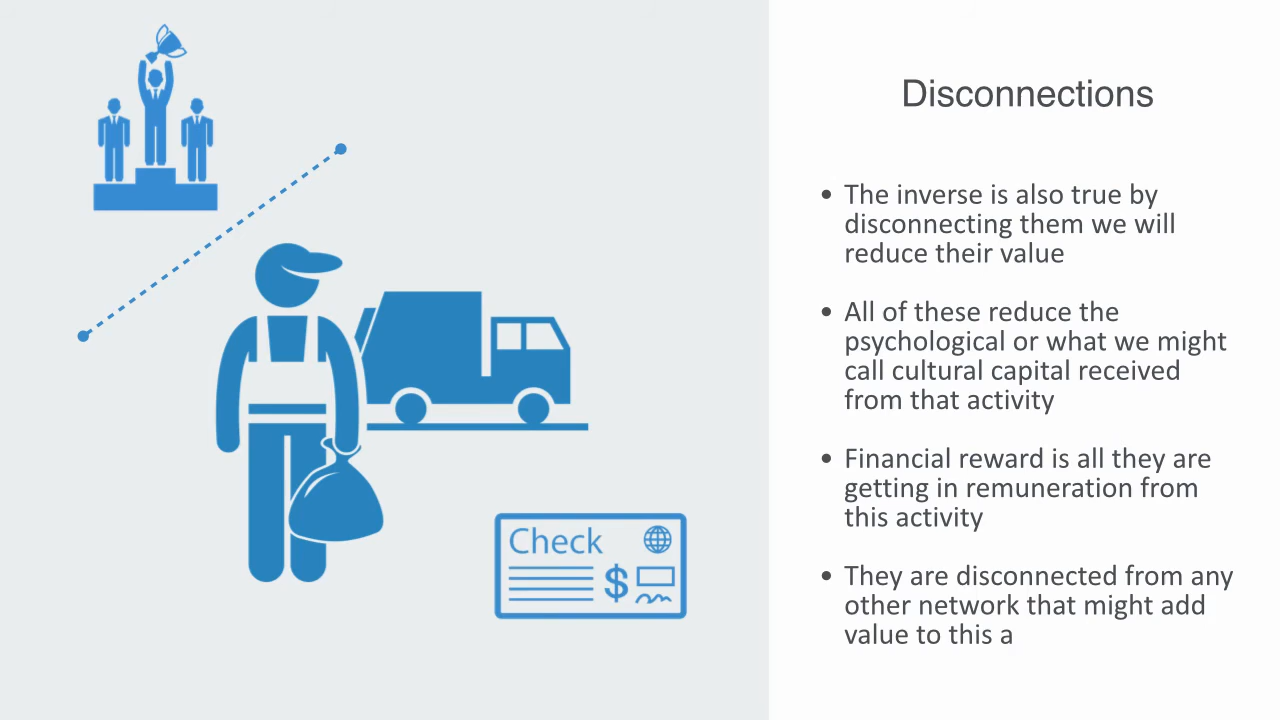 Disconnections
• The inverse is also true by
disconnecting them we will
reduce their value
• All of these reduce the
psychological or what we might
call cultural capital received
from that activity
• Financial reward is all they are
getting in remuneration from
this activity
• They are disconnected from any
other network that might add
value to this a
Check
$